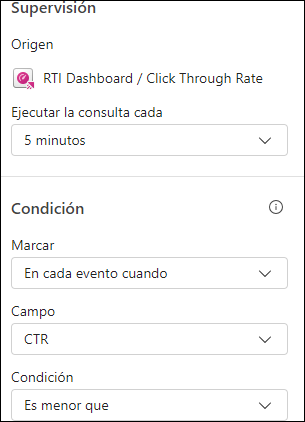 Supervisión
Origen
RTI Dashboard / Click Through Rate
Ejecutar la consulta cada
5 minutos
Condición
Marcar
En cada evento cuando
Campo
CTR
Condición
Es menor que